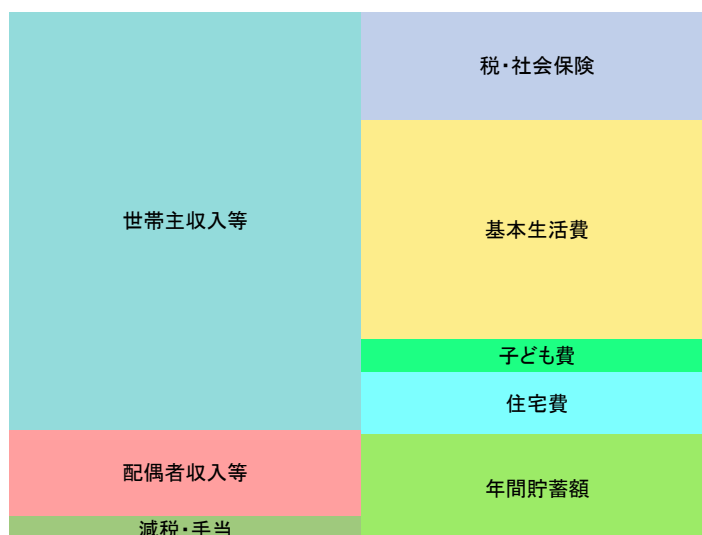 世帯主収入等
配偶者収入等
減税・手当
税・社会保険
基本生活費
子ども費
住宅費
年間貯蓄額